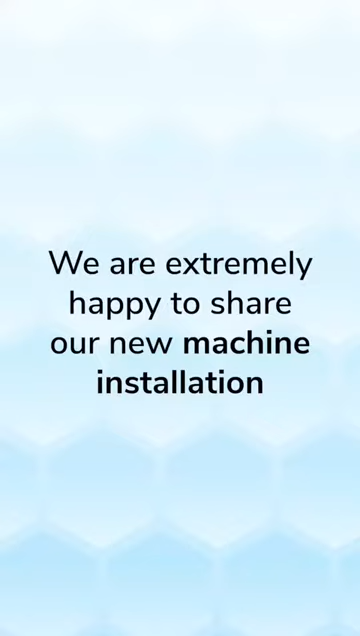 We are extremely
happy to share
our new machine
installation